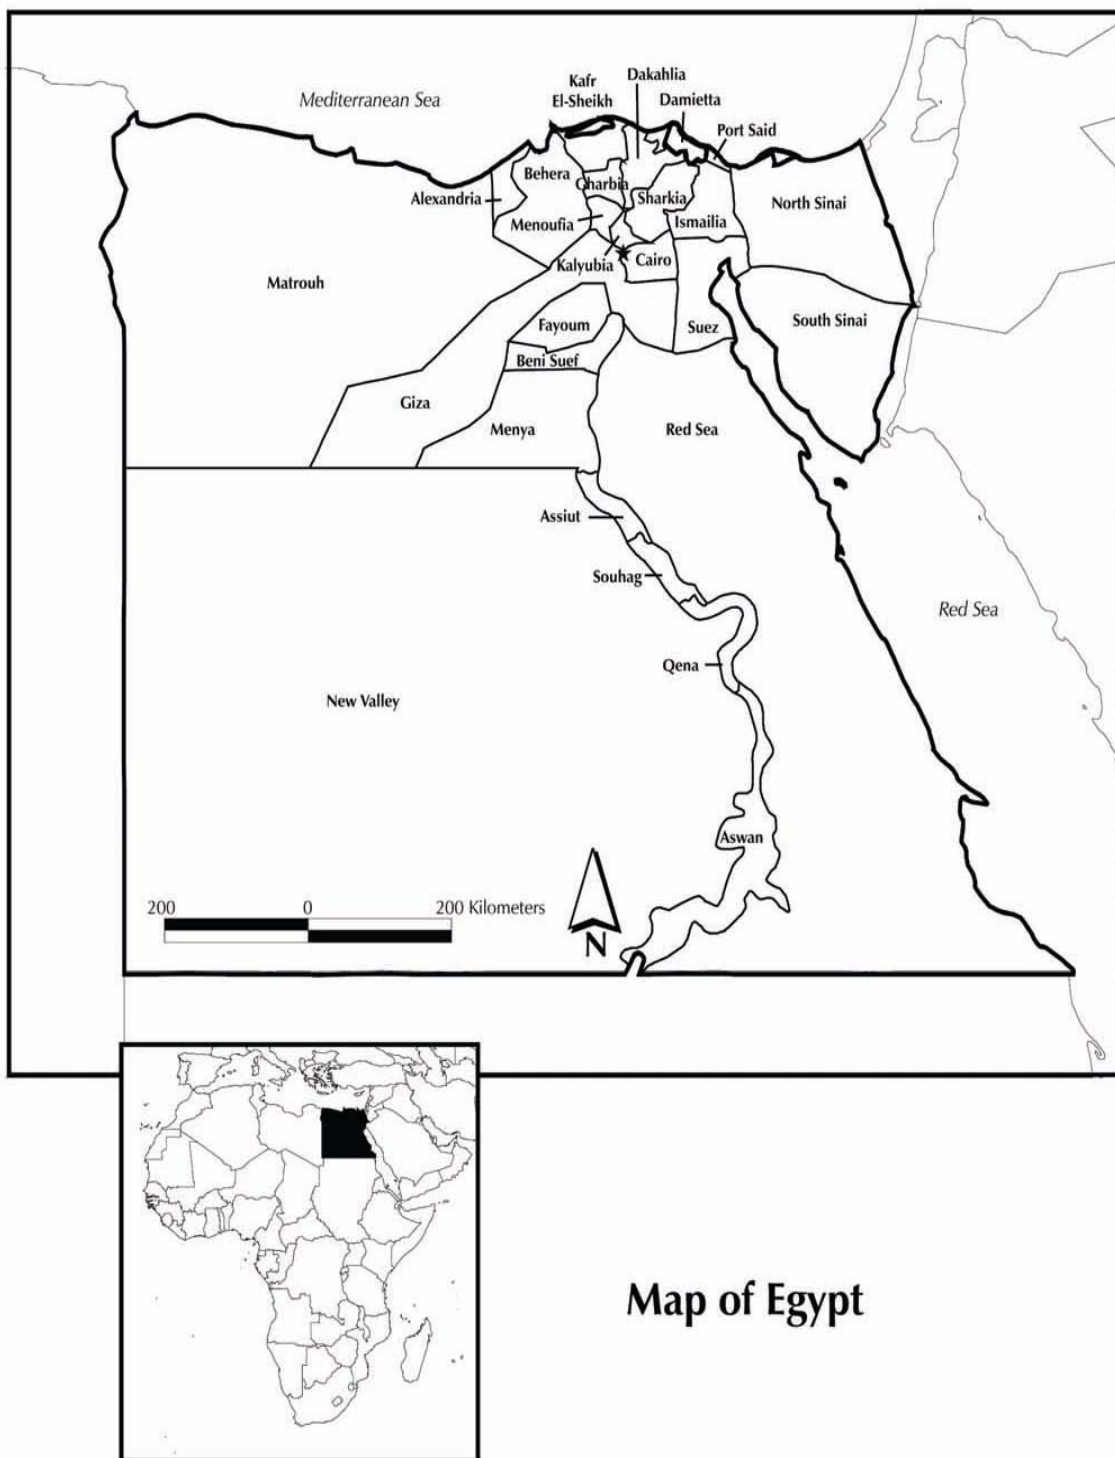 Mediterranean Sea
Kafr
El-Sheikh
Dakahlia
Damietta
Port Said
Alexandria
Behera
Gharbia
Sharkia
Menoufia
Ismailia
North Sinai
Kalyubia
Cairo
Matrouh
Fayoum
Suez
South Sinai
Beni Suef
Giza
Menya
Red Sea
Assiut
Souhag
Red Sea
Qena
New Valley
Aswan
200 0 200 Kilometers
N
Map of Egypt